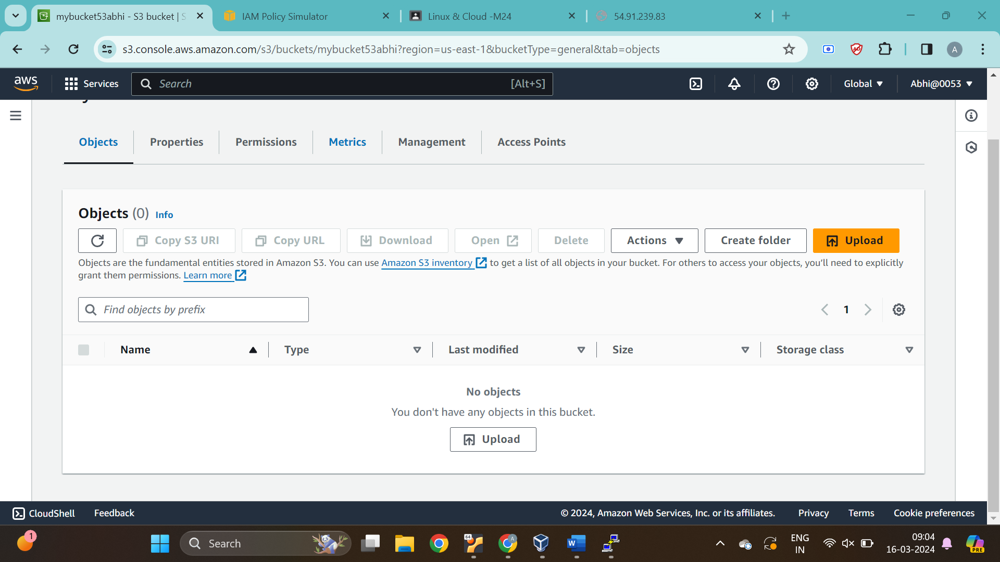 mybucket53abhi - S3 bucket | S
IAM Policy Simulator
Linux & Cloud -M24
54.91.239.83
s3.console.aws.amazon.com/s3/buckets/mybucket53abhi?region=us-east-1&bucketType=general&tab=objects
A
aws
Services
Search
[Alt+S]
Global
Abhi@0053
Objects
Properties
Permissions
Metrics
Management
Access Points
Objects (0) Info
Copy S3 URI
Copy URL
Download
Open
Delete
Actions
Create folder
Upload
Objects are the fundamental entities stored in Amazon S3. You can use Amazon S3 inventory to get a list of all objects in your bucket. For others to access your objects, you’ll need to explicitly
grant them permissions. Learn more
Find objects by prefix
1
Name
Type
Last modified
Size
Storage class
No objects
You don't have any objects in this bucket.
Upload
CloudShell
Feedback
© 2024, Amazon Web Services, Inc. or its affiliates.
Privacy
Terms
Cookie preferences
1
Search
64
A
W
ENG
IN
09:04
16-03-2024
PRE